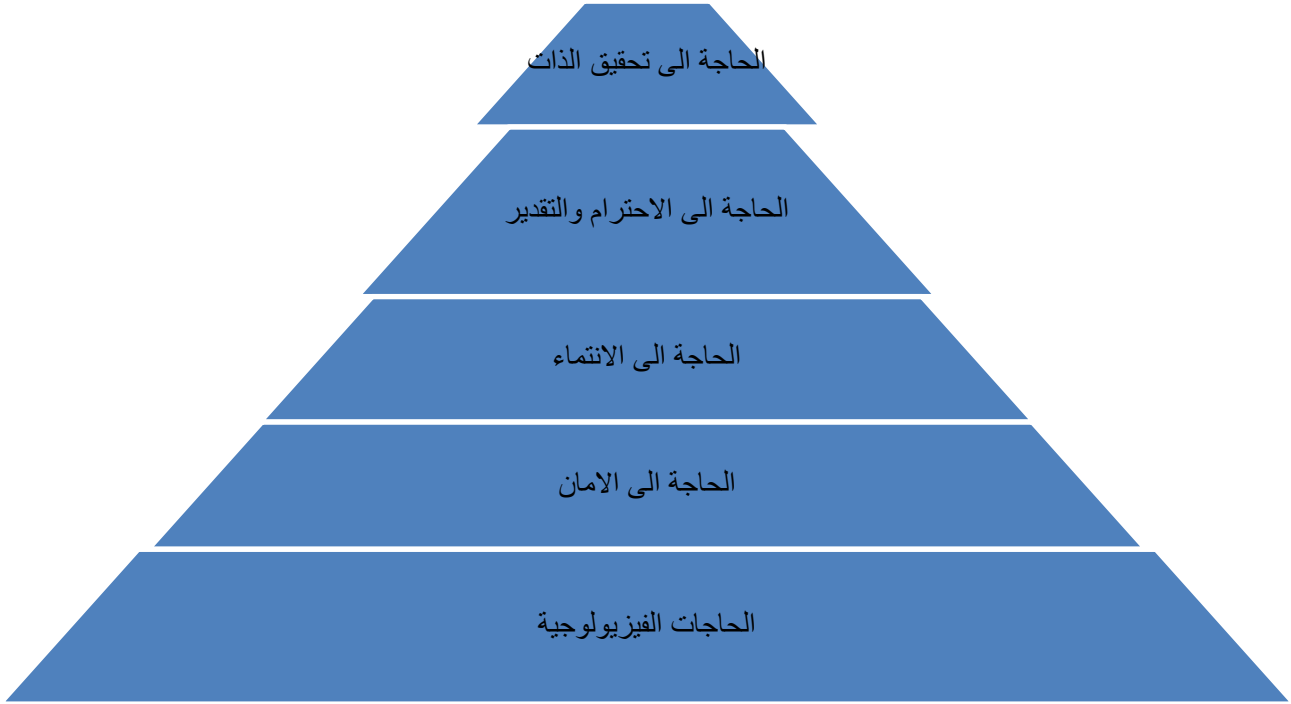 الحاجة الى تحقيق الذات
الحاجة الى الاحترام والتقدير
الحاجة الى الانتماء
الحاجة الى الامان
الحاجات الفيزيولوجية